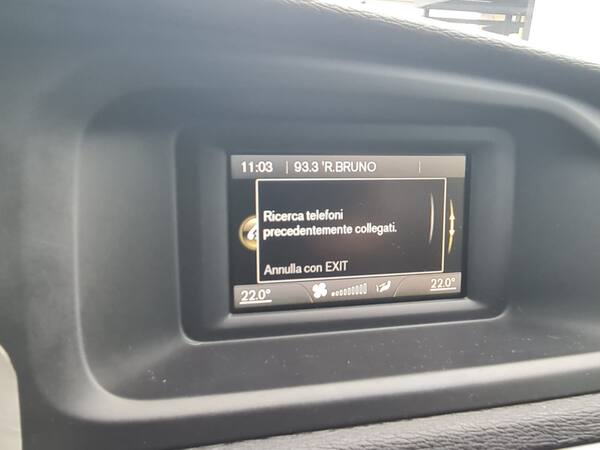 11:03 93.3 'R.BRUNO
Ricerca telefoni
precedentemente collegati.
Annulla con EXIT
22.0° 22.0°